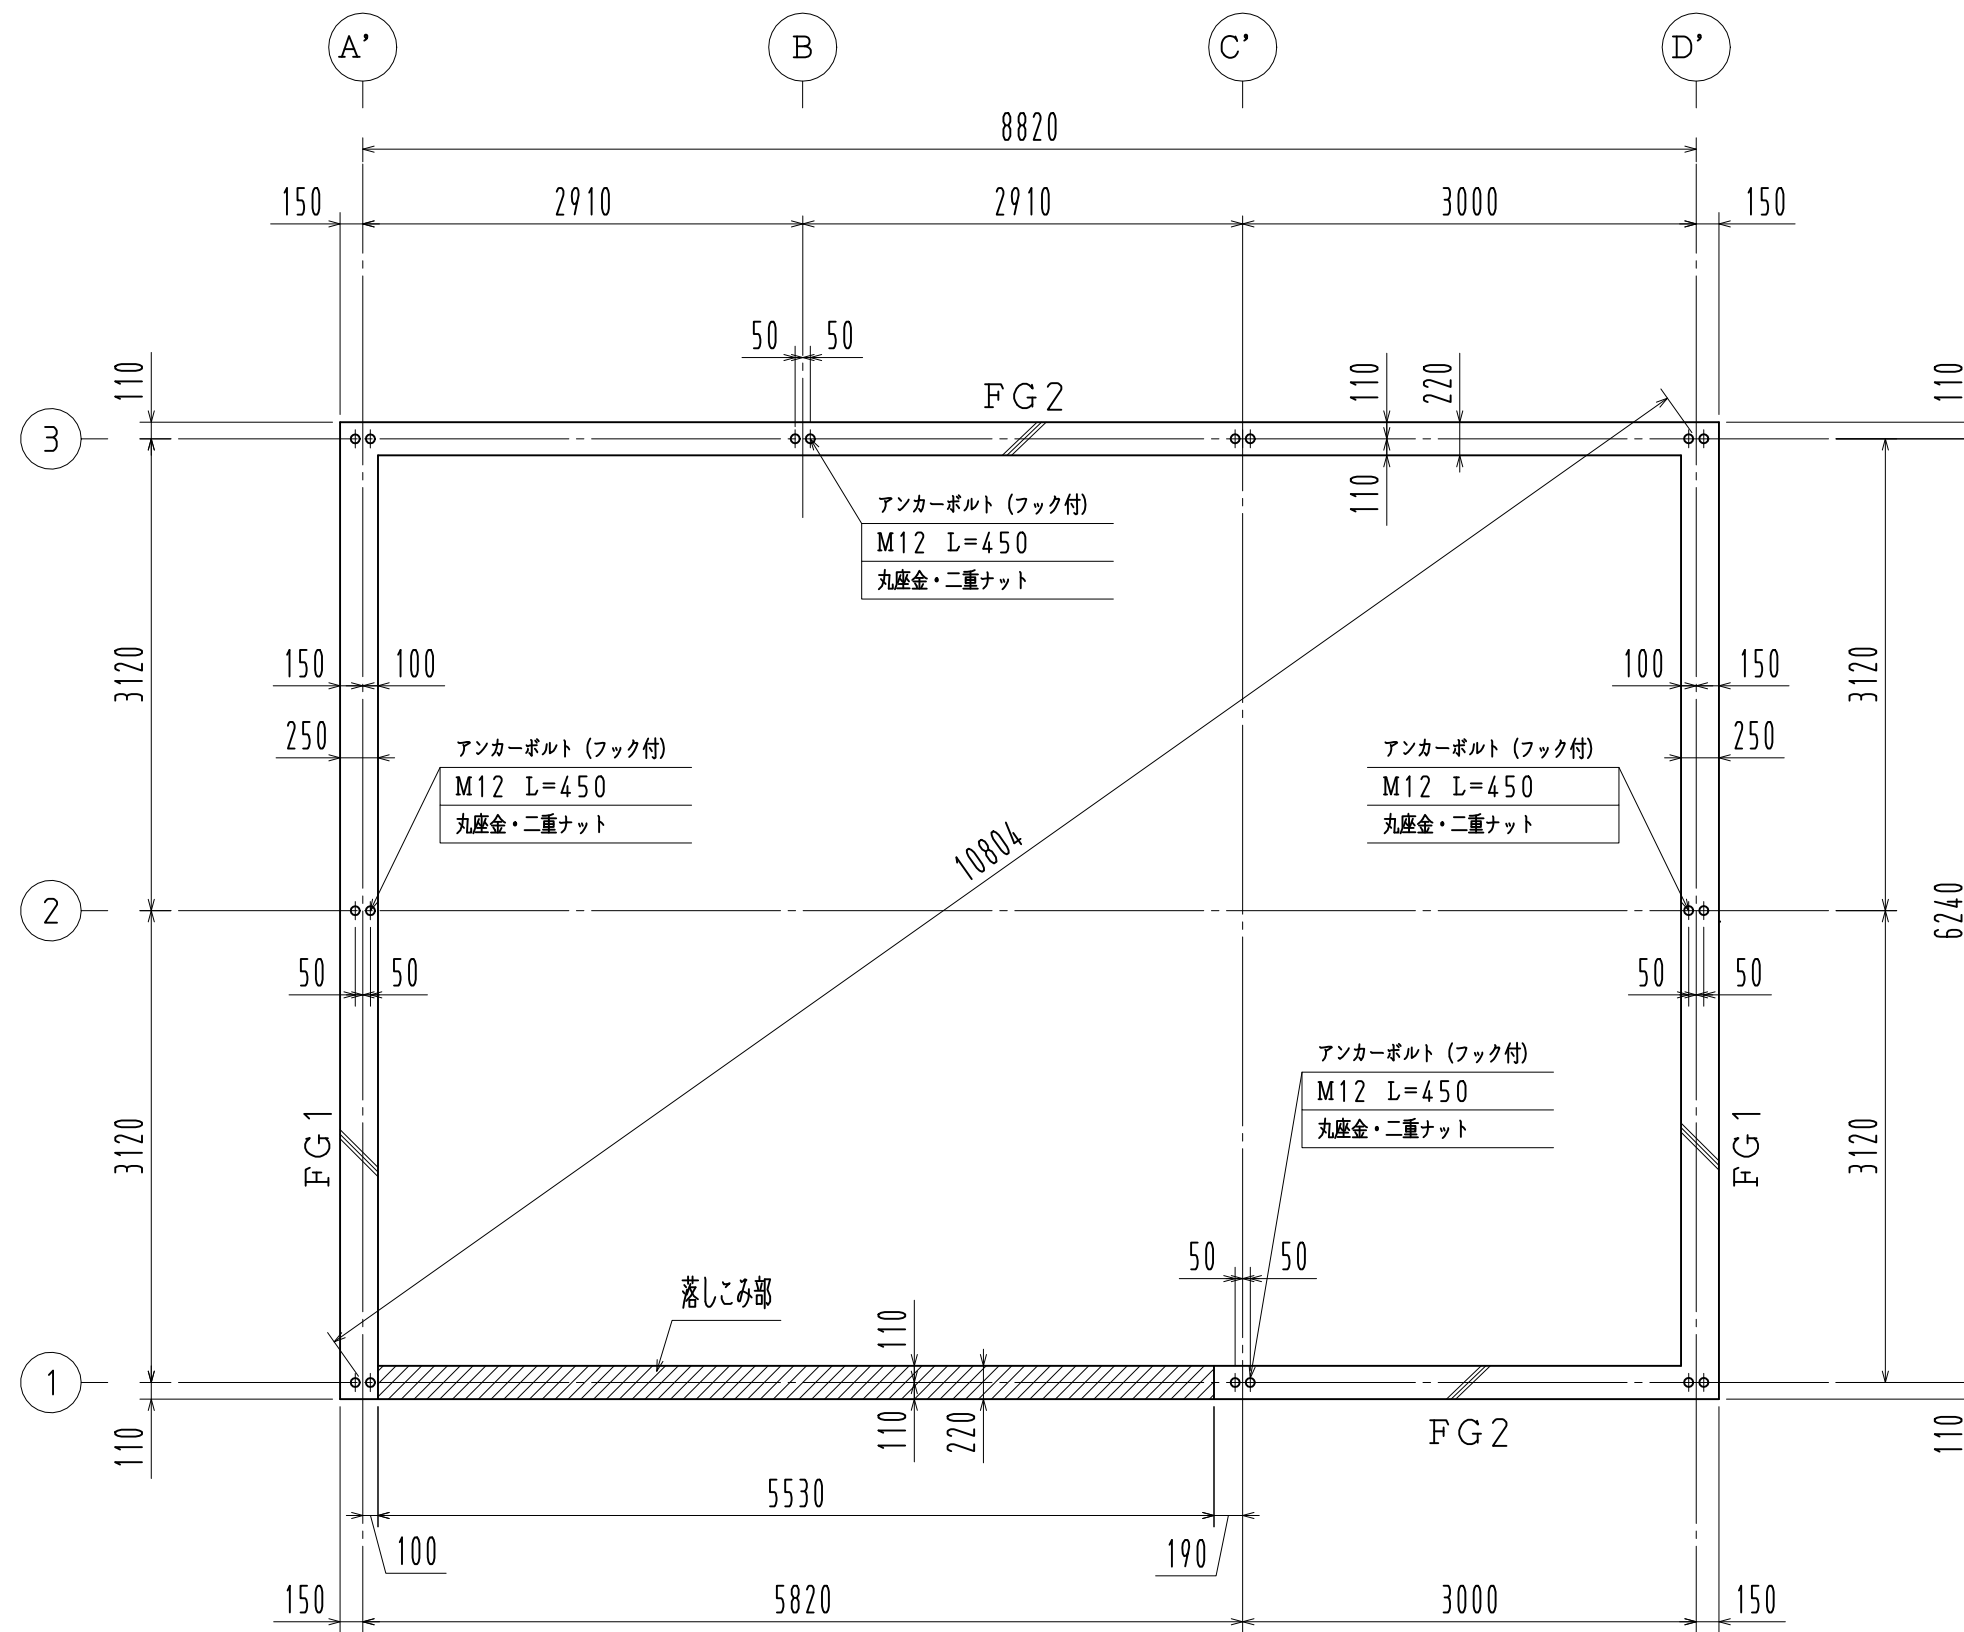 A’ B C’ D’
8820
150 2910 2910 3000 150
50 50
110 FG2 110 220 110
3
110
アンカーボルト (フック付)
M12 L=450
丸座金・二重ナット
3120 150 100 100 150 3120
250 250
アンカーボルト (フック付)
M12 L=450
丸座金・二重ナット
アンカーボルト (フック付)
M12 L=450
丸座金・二重ナット
10804
2
6240
50 50 50 50
アンカーボルト (フック付)
M12 L=450
丸座金・二重ナット
3120 FG1 FG1 3120
50 50
落しこみ部
110
1
110 110 220 FG2 110
5530
100 190
150 5820 3000 150